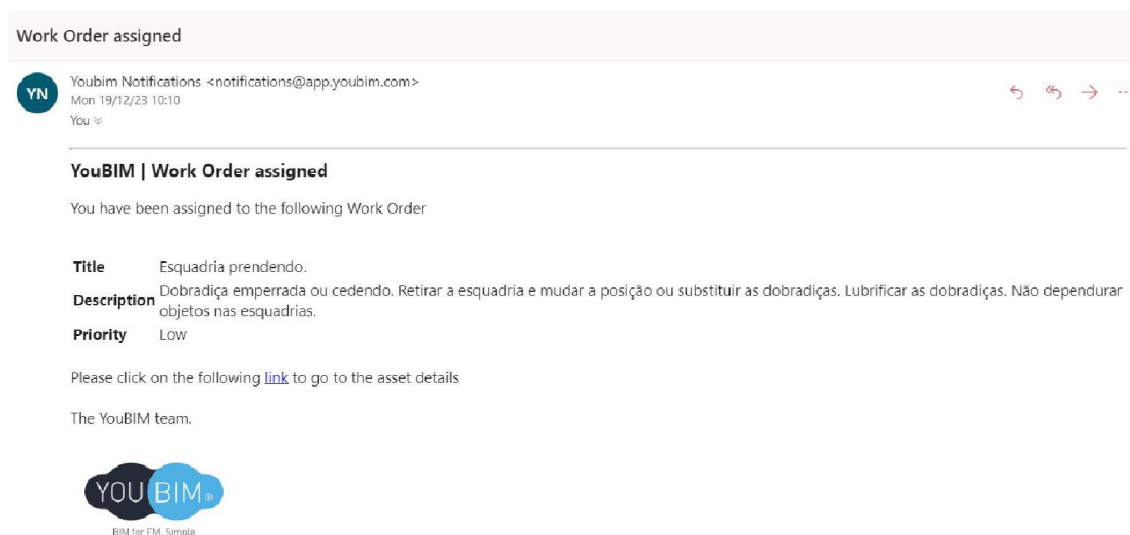 Work Order assigned
YN
Youbim Notifications <notifications@app.youbim.com>
Mon 19/12/23 10:10
You
YouBIM | Work Order assigned
You have been assigned to the following Work Order
Title Esquadria prendendo.
Description Dobradiça emperrada ou cedendo. Retirar a esquadria e mudar a posição ou substituir as dobradiças. Lubrificar as dobradiças. Não dependurar
objetos nas esquadrias.
Priority Low
Please click on the following link to go to the asset details
The YouBIM team.
YOU BIM®
BIM for FM. Simple.